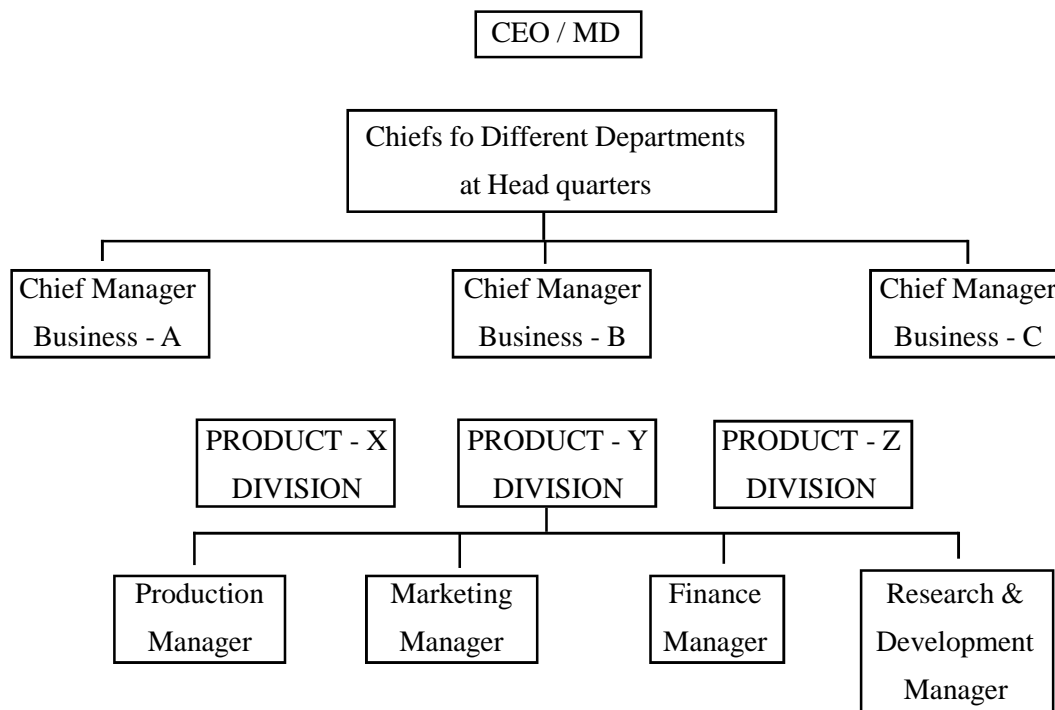 CEO / MD
Chiefs fo Different Departments
at Head quarters
Chief Manager
Business - A
Chief Manager
Business - B
Chief Manager
Business - C
PRODUCT - X
DIVISION
PRODUCT - Y
DIVISION
PRODUCT - Z
DIVISION
Production
Manager
Marketing
Manager
Finance
Manager
Research &
Development
Manager